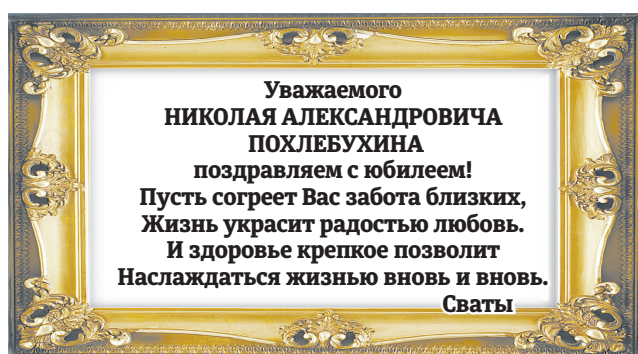 Уважаемого
НИКОЛАЯ АЛЕКСАНДРОВИЧА
ПОХЛЕБУХИНА
поздравляем с юбилеем!
Пусть согреет Вас забота близких,
Жизнь украсит радостью любовь.
И здоровье крепкое позволит
Наслаждаться жизнью вновь и вновь.
Сваты